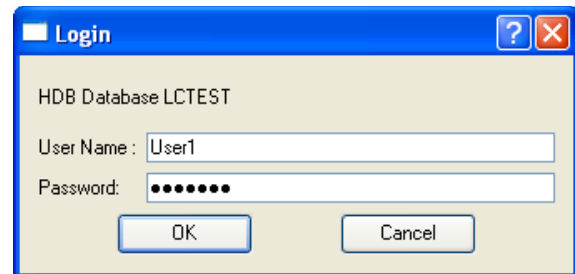 Login
HDB Database LCTEST
User Name : User1
Password: ●●●●●●●
OK Cancel